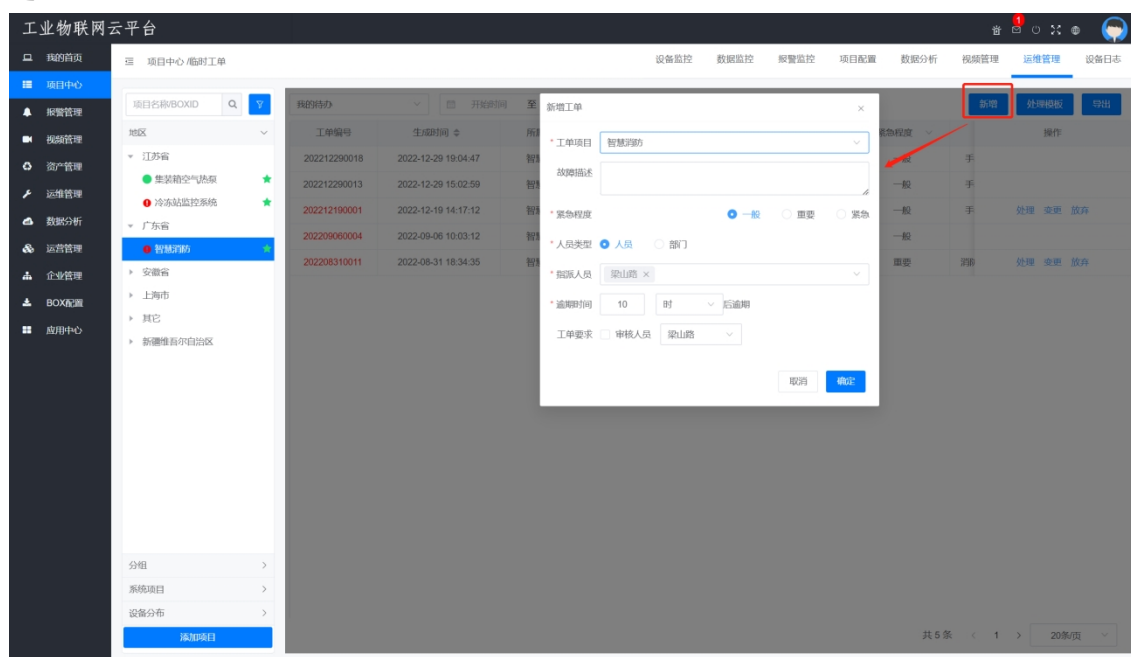 工业物联网云平台
1
我的首页
项目中心
报警管理
视频管理
资产管理
运维管理
数据分析
运营管理
企业管理
BOX配置
应用中心
项目中心 /临时工单
设备监控 数据监控 报警监控 项目配置 数据分析 视频管理 运维管理 设备日志
项目名称/BOXID
地区
江苏省
集装箱空气热泵
冷冻站监控系统
广东省
智慧消防
安徽省
上海市
其它
新疆维吾尔自治区
分组
系统项目
设备分布
添加项目
我的待办 开始时间 至
新增 处理模板 导出
工单编号 生成时间 所 紧急程度 操作
202212290018 2022-12-29 19:04:47 智 一般 手
202212290013 2022-12-29 15:02:59 智 一般 手
202212190001 2022-12-19 14:17:12 智 一般 手 处理 变更 放弃
202209060004 2022-09-06 10:03:12 智 一般
202208310011 2022-08-31 18:34:35 智 重要 消 处理 变更 放弃
新增工单 ×
* 工单项目 智慧消防
故障描述
* 紧急程度 一般 重要 紧急
* 人员类型 人员 部门
* 指派人员 梁山路 ×
* 逾期时间 10 时 后逾期
工单要求 审核人员 梁山路
取消 确定
共 5 条 < 1 > 20条/页